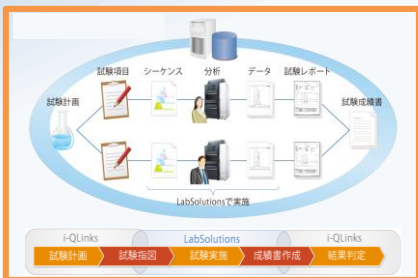 試験項目 シーケンス 分析 データ 試験レポート
試験計画 試験成績書
LabSolutionsで実施
i-QLinks LabSolutions i-QLinks
試験計画 試験指図 試験実施 成績書作成 結果判定